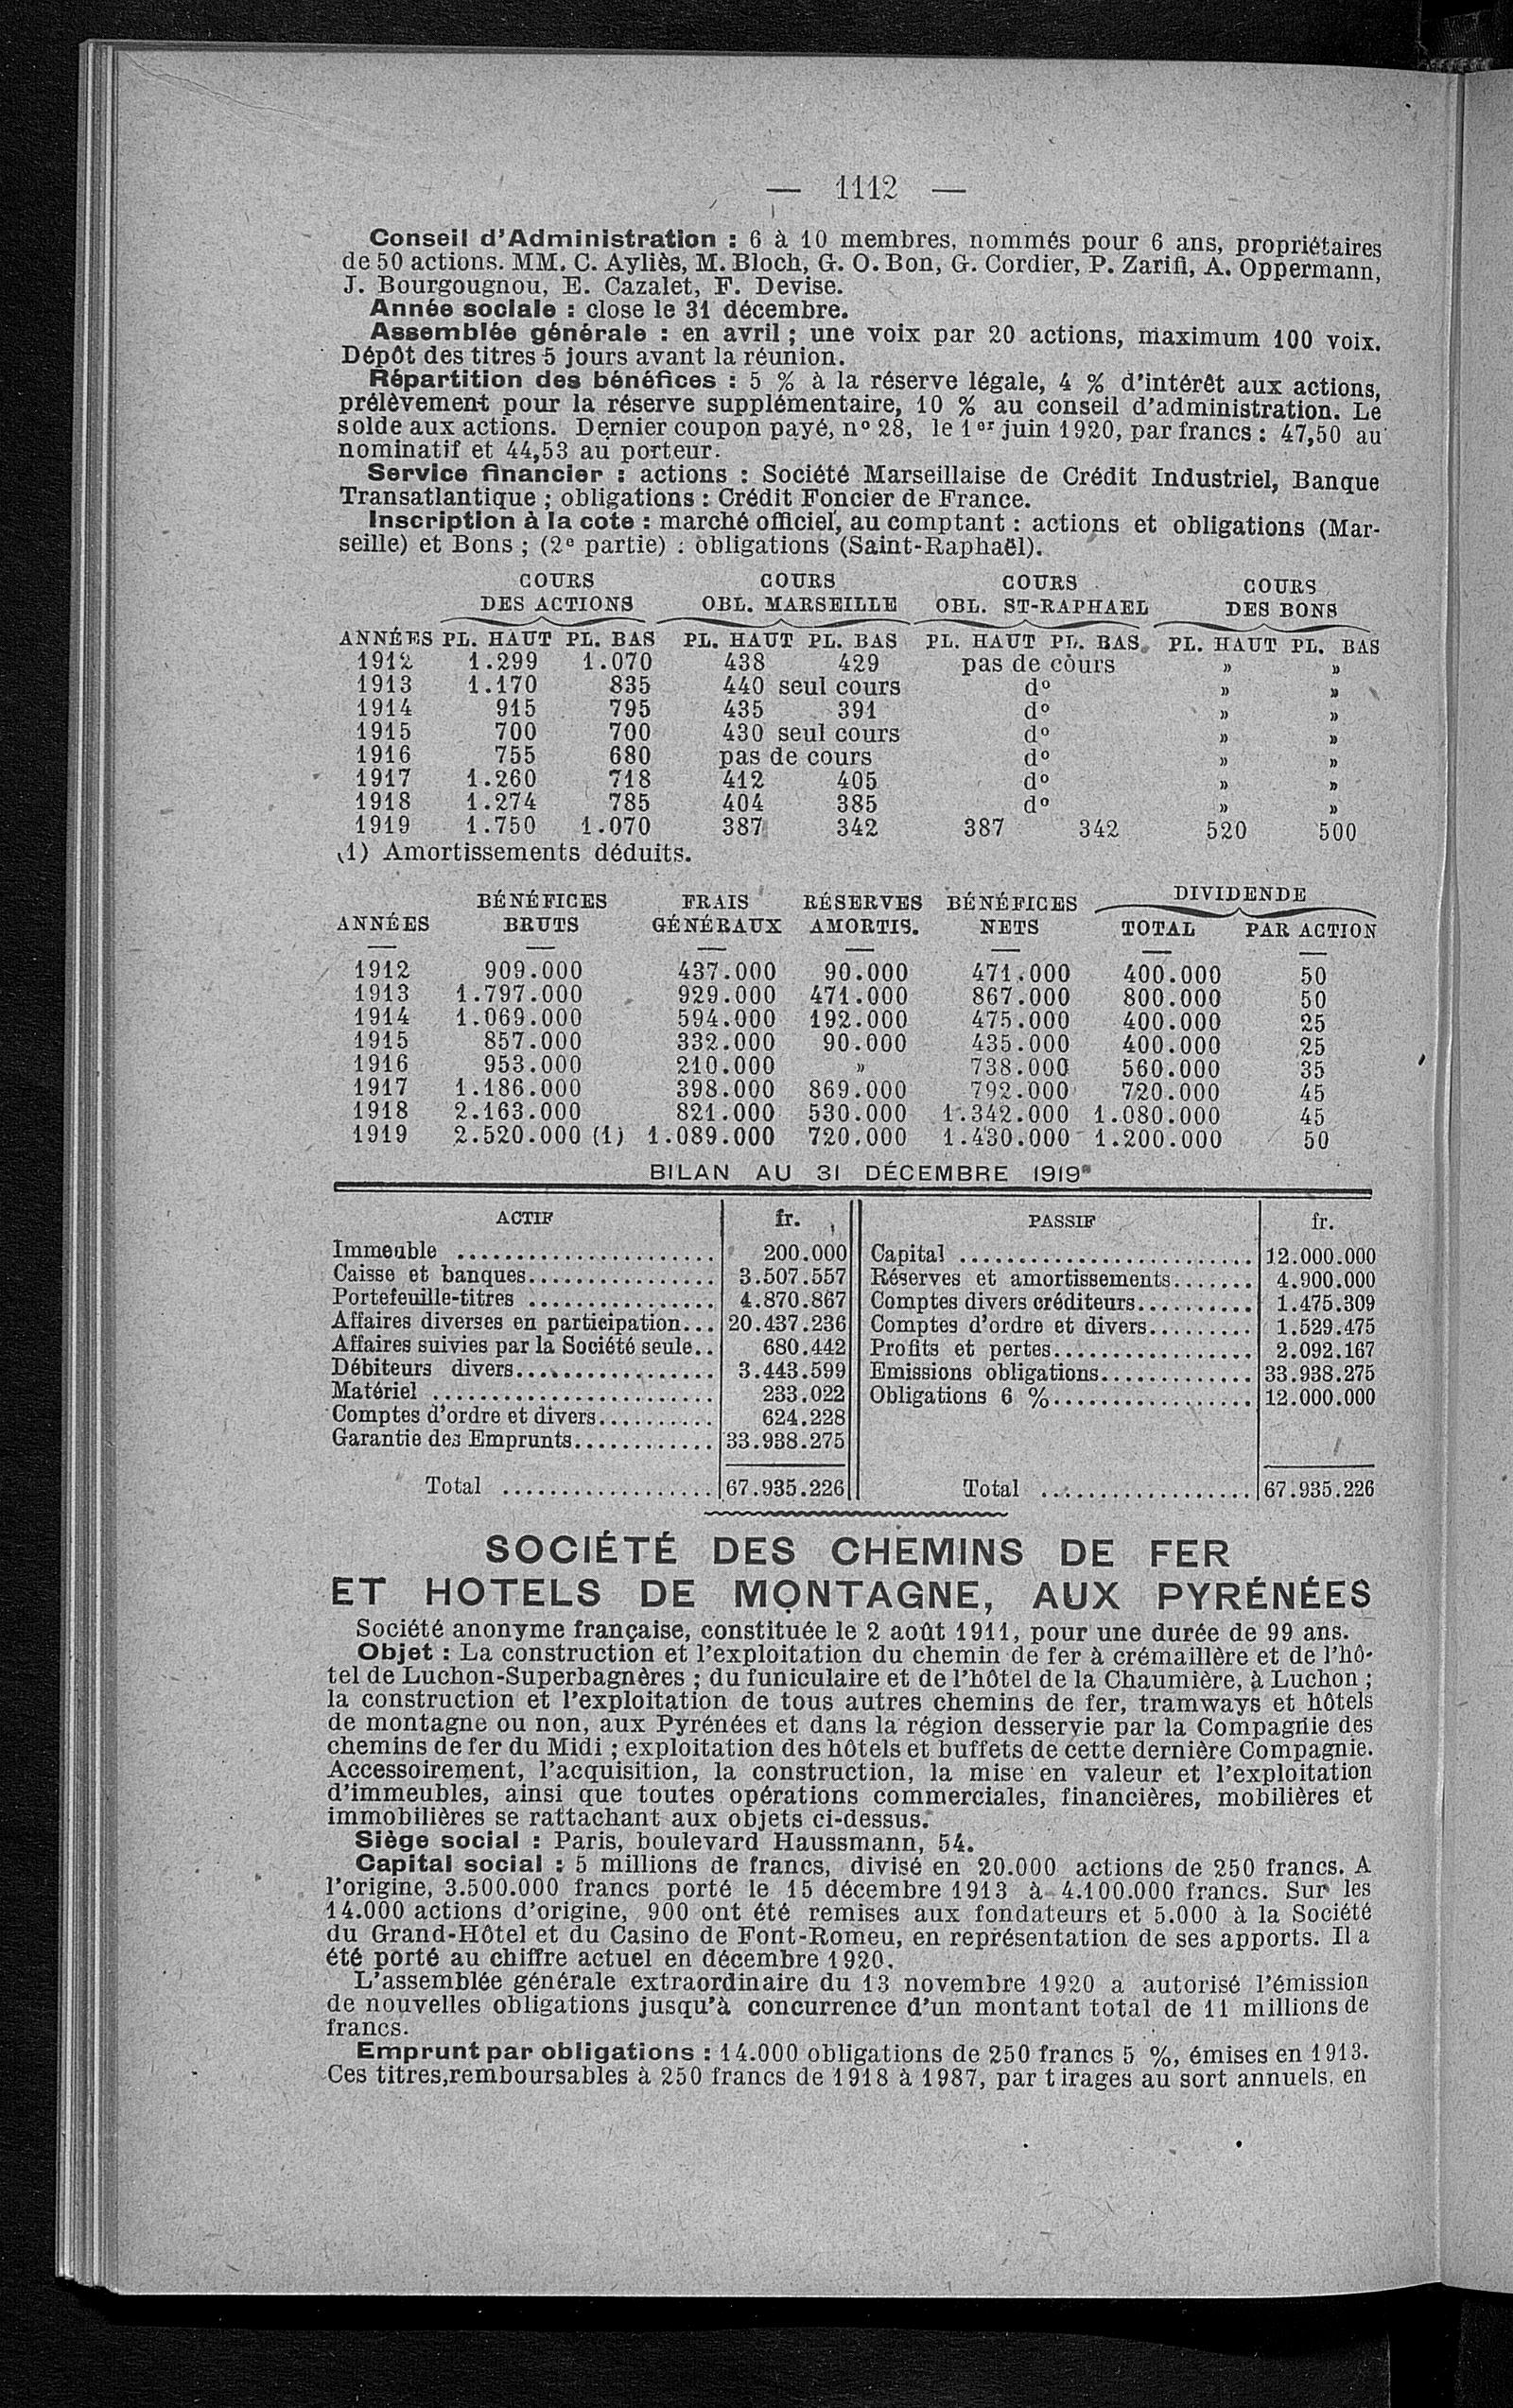 — 1112 —
Conseil d'Administration : 6 à 10 membres, nommés pour 6 ans, propriétaires
de 50 actions. MM. C. Ayliès, M. Bloch, G. O. Bon, G. Cordier, P. Zarifi, A. Oppermann,
J. Bourgougnou, E. Cazalet, F. Devise.
Année sociale : close le 31 décembre.
Assemblée générale : en avril ; une voix par 20 actions, maximum 100 voix.
Dépôt des titres 5 jours avant la réunion.
Répartition des bénéfices : 5 % à la réserve légale, 4 % d'intérêt aux actions,
prélèvement pour la réserve supplémentaire, 10 % au conseil d'administration. Le
solde aux actions. Dernier coupon payé, nº 28, le 1er juin 1920, par francs : 47,50 au
nominatif et 44,53 au porteur.
Service financier : actions : Société Marseillaise de Crédit Industriel, Banque
Transatlantique ; obligations : Crédit Foncier de France.
Inscription à la cote : marché officiel, au comptant : actions et obligations (Mar-
seille) et Bons ; (2e partie) : obligations (Saint-Raphaël).
COURS COURS COURS COURS
DES ACTIONS OBL. MARSEILLE OBL. ST-RAPHAEL DES BONS
ANNÉES PL. HAUT PL. BAS PL. HAUT PL. BAS PL. HAUT PL. BAS PL. HAUT PL. BAS
1912 1.299 1.070 438 429 pas de cours » »
1913 1.170 835 440 seul cours dº » »
1914 915 795 435 391 dº » »
1915 700 700 430 seul cours dº » »
1916 755 680 pas de cours dº » »
1917 1.260 718 412 405 dº » »
1918 1.274 785 404 385 dº » »
1919 1.750 1.070 387 342 387 342 520 500
(1) Amortissements déduits.
BÉNÉFICES FRAIS RÉSERVES BÉNÉFICES DIVIDENDE
ANNÉES BRUTS GÉNÉRAUX AMORTIS. NETS TOTAL PAR ACTION
1912 909.000 437.000 90.000 471.000 400.000 50
1913 1.797.000 929.000 471.000 867.000 800.000 50
1914 1.069.000 594.000 192.000 475.000 400.000 25
1915 857.000 332.000 90.000 435.000 400.000 25
1916 953.000 210.000 » 738.000 560.000 35
1917 1.186.000 398.000 869.000 792.000 720.000 45
1918 2.163.000 821.000 530.000 1.342.000 1.080.000 45
1919 2.520.000 (1) 1.089.000 720.000 1.430.000 1.200.000 50
BILAN AU 31 DÉCEMBRE 1919
ACTIF fr. PASSIF fr.
Immeuble ..................... 200.000 Capital ........................ 12.000.000
Caisse et banques................ 3.507.557 Réserves et amortissements....... 4.900.000
Portefeuille-titres ................ 4.870.867 Comptes divers créditeurs.......... 1.475.309
Affaires diverses en participation... 20.437.236 Comptes d'ordre et divers......... 1.529.475
Affaires suivies par la Société seule.. 680.442 Profits et pertes................. 2.092.167
Débiteurs divers................. 3.443.599 Emissions obligations............. 33.938.275
Matériel ....................... 233.022 Obligations 6 %................. 12.000.000
Comptes d'ordre et divers.......... 624.228
Garantie des Emprunts............ 33.938.275
Total .................. 67.935.226 Total .................. 67.935.226
SOCIÉTÉ DES CHEMINS DE FER
ET HOTELS DE MONTAGNE, AUX PYRÉNÉES
Société anonyme française, constituée le 2 août 1911, pour une durée de 99 ans.
Objet : La construction et l'exploitation du chemin de fer à crémaillère et de l'hô-
tel de Luchon-Superbagnères ; du funiculaire et de l'hôtel de la Chaumière, à Luchon ;
la construction et l'exploitation de tous autres chemins de fer, tramways et hôtels
de montagne ou non, aux Pyrénées et dans la région desservie par la Compagnie des
chemins de fer du Midi ; exploitation des hôtels et buffets de cette dernière Compagnie.
Accessoirement, l'acquisition, la construction, la mise en valeur et l'exploitation
d'immeubles, ainsi que toutes opérations commerciales, financières, mobilières et
immobilières se rattachant aux objets ci-dessus.
Siège social : Paris, boulevard Haussmann, 54.
Capital social : 5 millions de francs, divisé en 20.000 actions de 250 francs. A
l'origine, 3.500.000 francs porté le 15 décembre 1913 à 4.100.000 francs. Sur les
14.000 actions d'origine, 900 ont été remises aux fondateurs et 5.000 à la Société
du Grand-Hôtel et du Casino de Font-Romeu, en représentation de ses apports. Il a
été porté au chiffre actuel en décembre 1920.
L'assemblée générale extraordinaire du 13 novembre 1920 a autorisé l'émission
de nouvelles obligations jusqu'à concurrence d'un montant total de 11 millions de
francs.
Emprunt par obligations : 14.000 obligations de 250 francs 5 %, émises en 1913.
Ces titres, remboursables à 250 francs de 1918 à 1987, par tirages au sort annuels, en